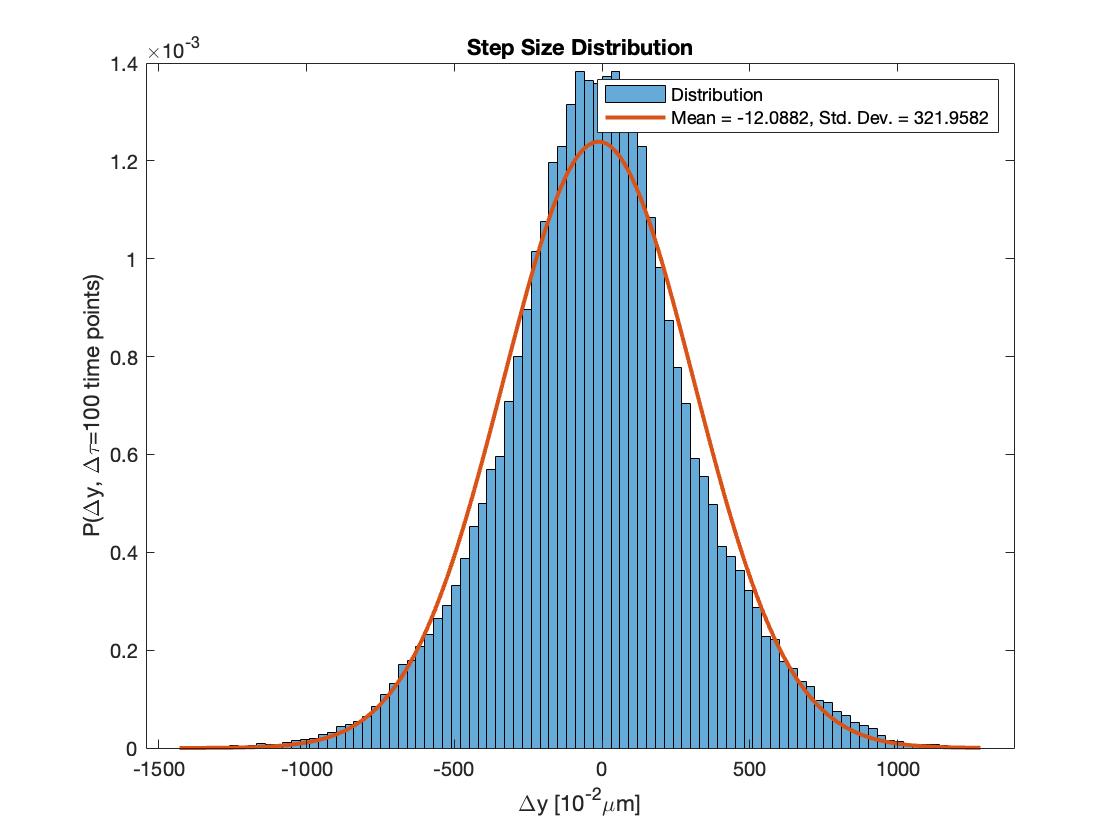 Step Size Distribution
×10⁻³
1.4
1.2
1
0.8
0.6
0.4
0.2
0
P(Δy, Δτ=100 time points)
Distribution
Mean = -12.0882, Std. Dev. = 321.9582
-1500 -1000 -500 0 500 1000
Δy [10⁻²μm]